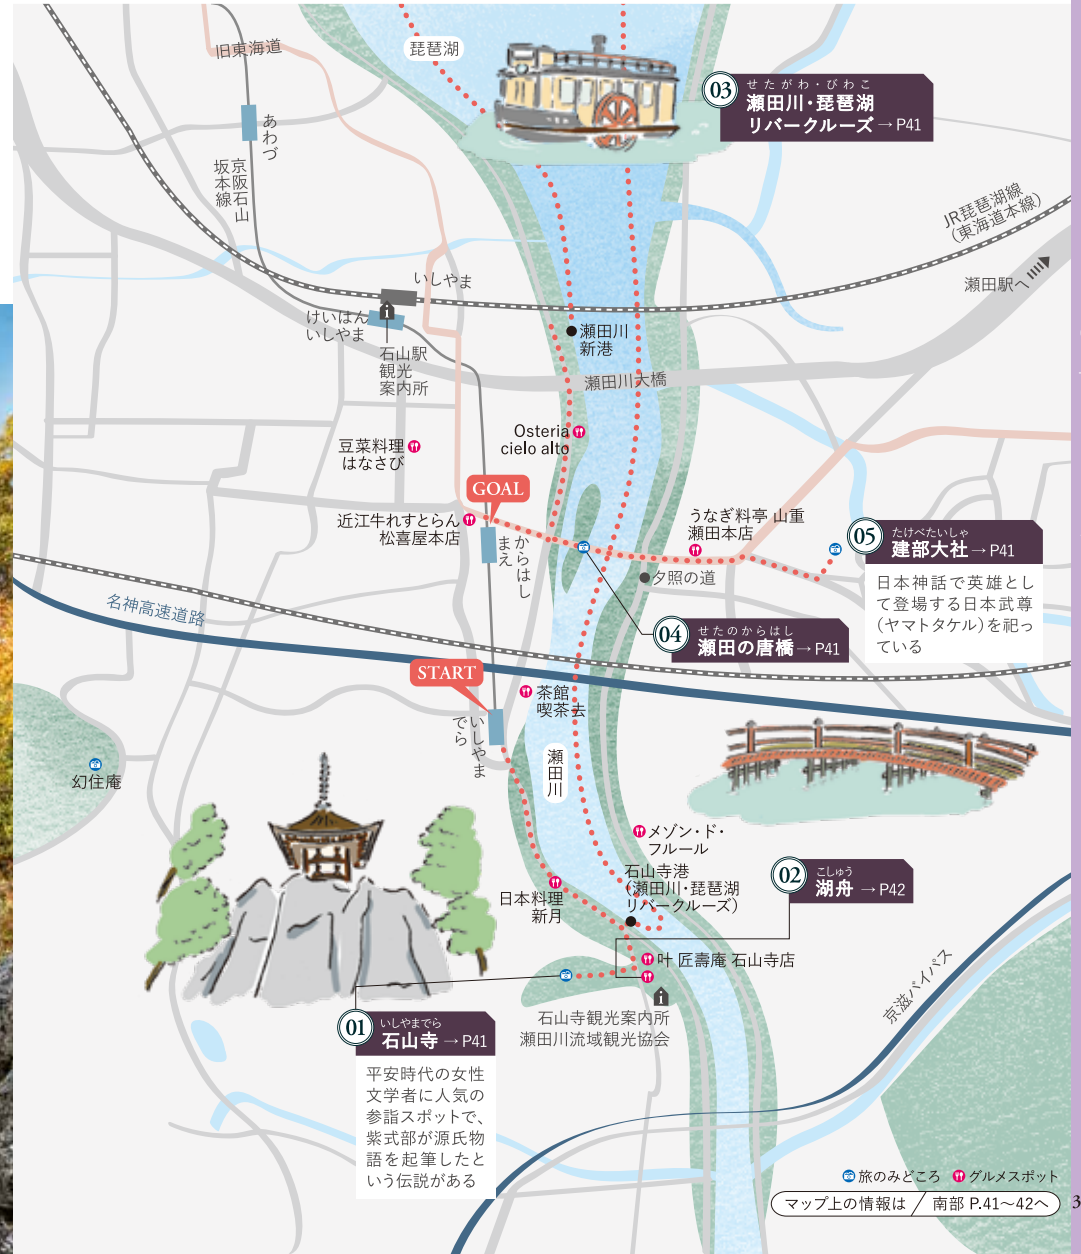 旧東海道
琵琶湖
03
せたがわ・びわこ
瀬田川・琵琶湖
リバークルーズ→P41
あわづ
京阪石山
坂本線
JR琵琶湖線
(東海道本線)
瀬田駅へ
いしやま
けいはん
いしやま
石山駅
観光
案内所
瀬田川
新港
瀬田川大橋
Osteria
cielo alto
豆菜料理
はなさび
GOAL
近江牛れすとらん
松喜屋本店
からはし
まえ
うなぎ料亭 山重
瀬田本店
05
たけべたいしゃ
建部大社→P41
日本神話で英雄とし
て登場する日本武尊
(ヤマトタケル)を祀っ
ている
夕照の道
04
せたのからはし
瀬田の唐橋→P41
名神高速道路
START
茶館
喫茶去
いしやま
でら
瀬田川
幻住庵
メゾン・ド・
フルール
石山寺港
(瀬田川・琵琶湖
リバークルーズ)
02
こしゅう
湖舟→P42
日本料理
新月
叶 匠壽庵 石山寺店
石山寺観光案内所
瀬田川流域観光協会
京滋バイパス
01
いしやまでら
石山寺→P41
平安時代の女性
文学者に人気の
参詣スポットで、
紫式部が源氏物
語を起筆したと
いう伝説がある
旅のみどころ グルメスポット
マップ上の情報は/南部 P.41〜42へ
3